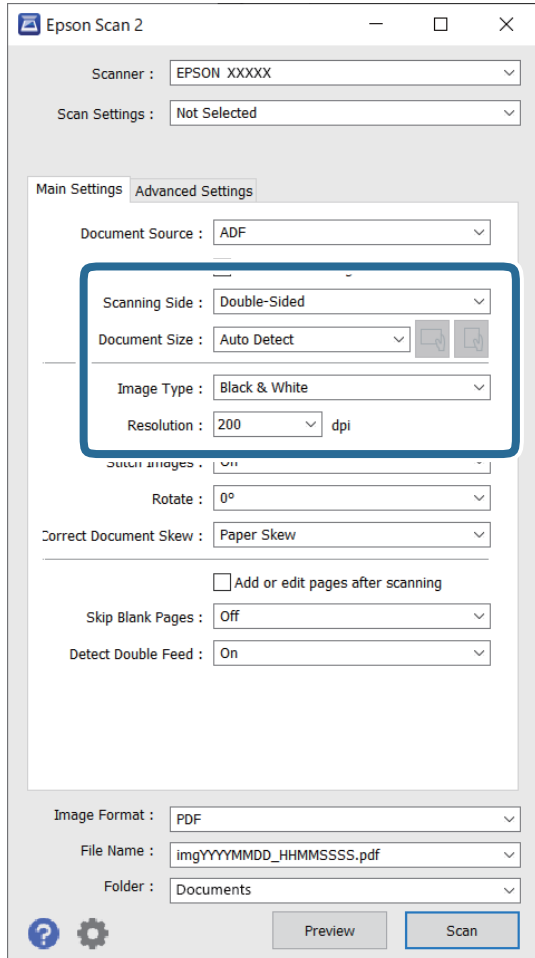 Epson Scan 2
Scanner : EPSON XXXXX
Scan Settings : Not Selected
Main Settings Advanced Settings
Document Source : ADF
Scanning Side : Double-Sided
Document Size : Auto Detect
Image Type : Black & White
Resolution : 200 dpi
Stitch Images : Off
Rotate : 0°
Correct Document Skew : Paper Skew
Add or edit pages after scanning
Skip Blank Pages : Off
Detect Double Feed : On
Image Format : PDF
File Name : imgYYYYMMDD_HHMMSSSS.pdf
Folder : Documents
? Preview Scan